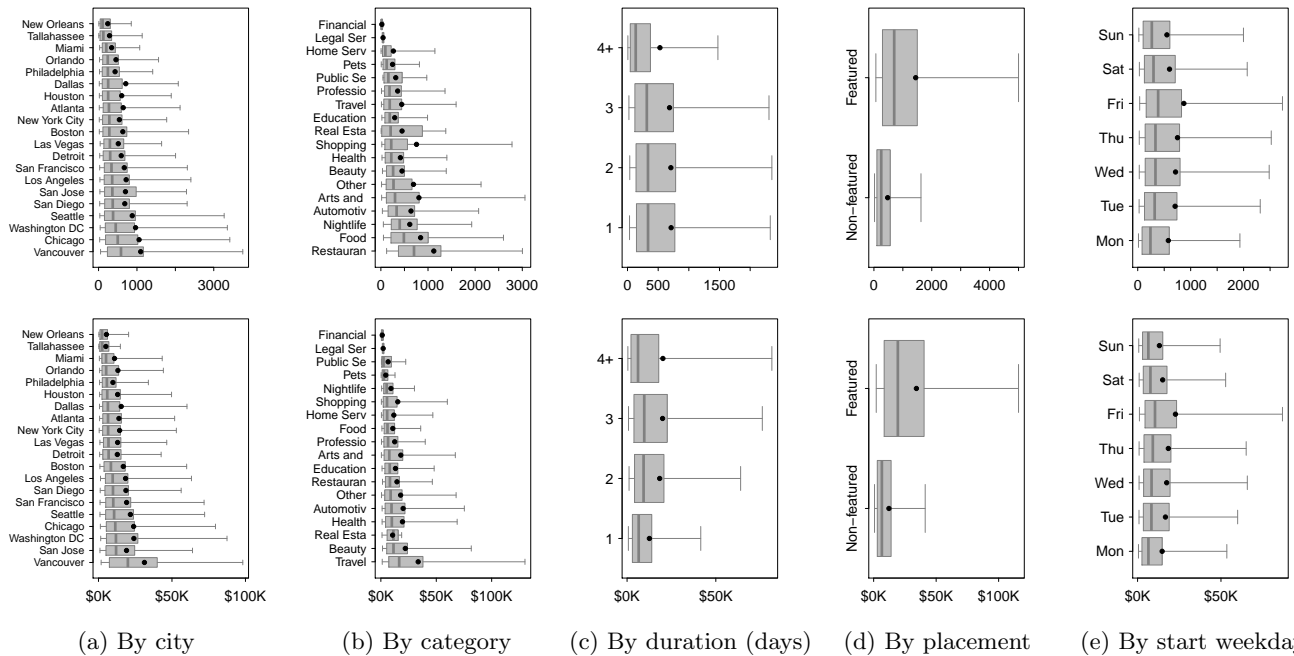 New Orleans
Tallahassee
Miami
Orlando
Philadelphia
Dallas
Houston
Atlanta
New York City
Boston
Las Vegas
Detroit
San Francisco
Los Angeles
San Jose
San Diego
Seattle
Washington DC
Chicago
Vancouver
0 1000 3000
Financial
Legal Ser
Home Serv
Pets
Public Se
Professio
Travel
Education
Real Esta
Shopping
Health
Beauty
Other
Arts and
Automotiv
Nightlife
Food
Restauran
0 1000 2000 3000
4+
3
2
1
0 500 1500
Featured
Non-featured
0 2000 4000
Sun
Sat
Fri
Thu
Wed
Tue
Mon
0 1000 2000
New Orleans
Tallahassee
Miami
Orlando
Philadelphia
Houston
Dallas
Atlanta
New York City
Las Vegas
Detroit
Boston
Los Angeles
San Diego
San Francisco
Seattle
Chicago
Washington DC
San Jose
Vancouver
$0K $50K $100K
Financial
Legal Ser
Public Se
Pets
Nightlife
Shopping
Home Serv
Food
Professio
Arts and
Education
Restauran
Other
Automotiv
Health
Real Esta
Beauty
Travel
$0K $50K $100K
4+
3
2
1
$0K $50K
Featured
Non-featured
$0K $50K $100K
Sun
Sat
Fri
Thu
Wed
Tue
Mon
$0K $50K
(a) By city (b) By category (c) By duration (days) (d) By placement (e) By start weekday